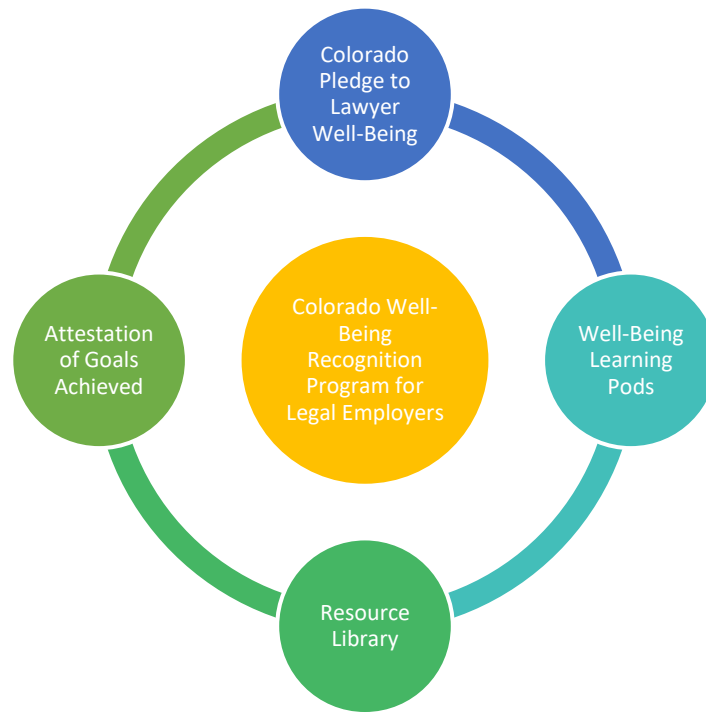 Colorado
Pledge to
Lawyer
Well-Being
Attestation
of Goals
Achieved
Colorado Well-
Being
Recognition
Program for
Legal Employers
Well-Being
Learning
Pods
Resource
Library